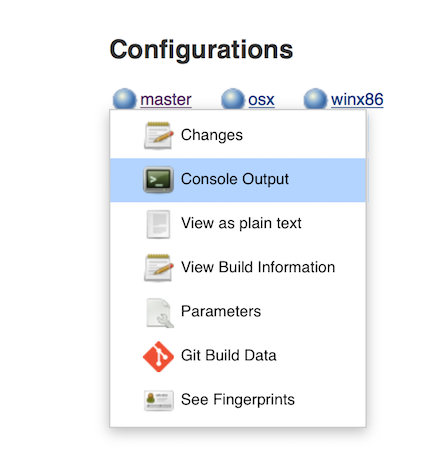 Configurations
master osx winx86
Changes
Console Output
View as plain text
View Build Information
Parameters
Git Build Data
See Fingerprints